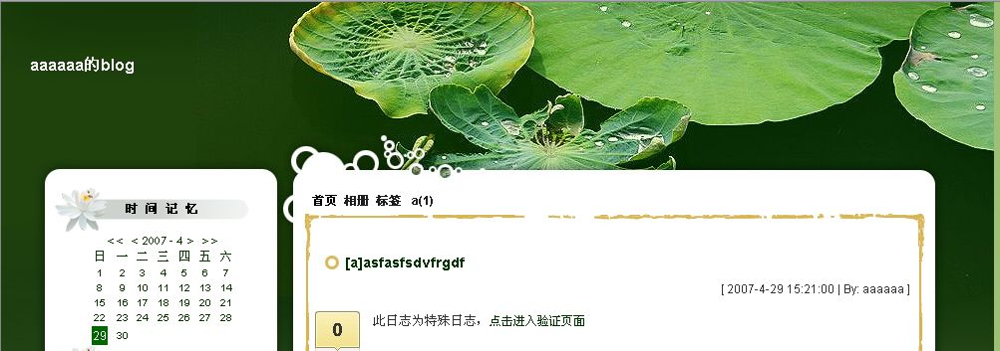 aaaaaa的blog
时间记忆
<< < 2007 - 4 > >>
日 一 二 三 四 五 六
1 2 3 4 5 6 7
8 9 10 11 12 13 14
15 16 17 18 19 20 21
22 23 24 25 26 27 28
29 30
首页 相册 标签 a(1)
[a]asfasfsdvfrgdf
[ 2007-4-29 15:21:00 | By: aaaaaa ]
0
此日志为特殊日志，点击进入验证页面